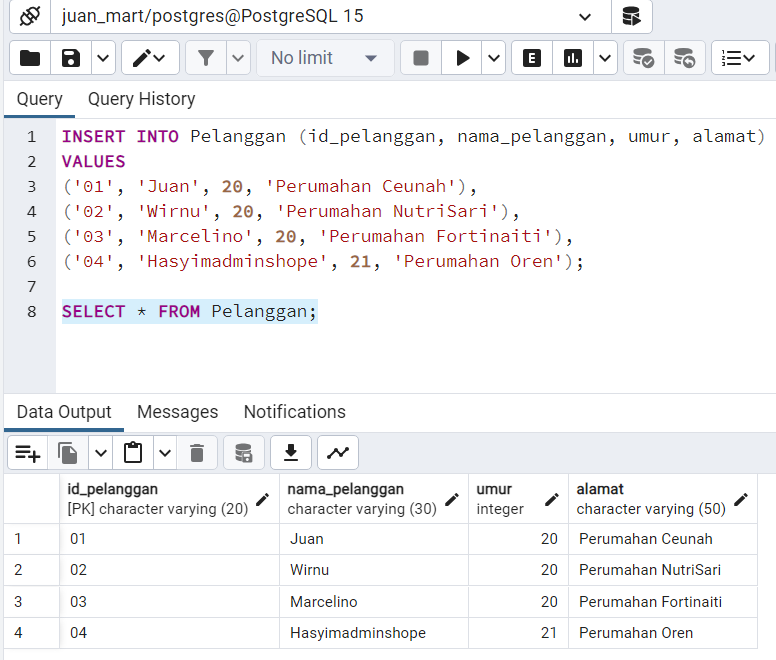 juan_mart/postgres@PostgreSQL 15
No limit
E
Query Query History
1 INSERT INTO Pelanggan (id_pelanggan, nama_pelanggan, umur, alamat)
2 VALUES
3 ('01', 'Juan', 20, 'Perumahan Ceunah'),
4 ('02', 'Wirnu', 20, 'Perumahan NutriSari'),
5 ('03', 'Marcelino', 20, 'Perumahan Fortinaiti'),
6 ('04', 'Hasyimadminshope', 21, 'Perumahan Oren');
7
8 SELECT * FROM Pelanggan;
Data Output Messages Notifications
id_pelanggan nama_pelanggan umur alamat
[PK] character varying (20) character varying (30) integer character varying (50)
1 01 Juan 20 Perumahan Ceunah
2 02 Wirnu 20 Perumahan NutriSari
3 03 Marcelino 20 Perumahan Fortinaiti
4 04 Hasyimadminshope 21 Perumahan Oren